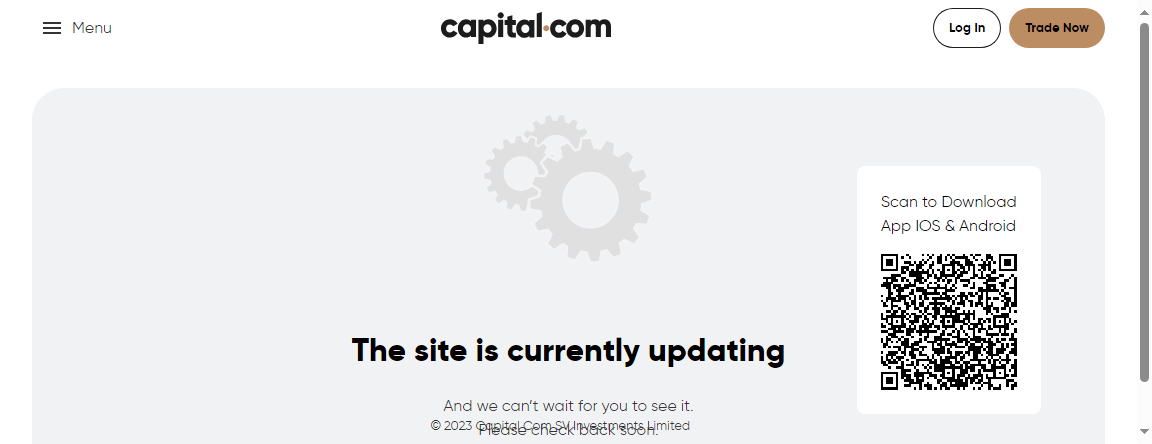 Menu
capital.com
Log In
Trade Now
Scan to Download
App IOS & Android
The site is currently updating
And we can't wait for you to see it.
© 2023 Capital Com SV Investments Limited
Please check back soon.